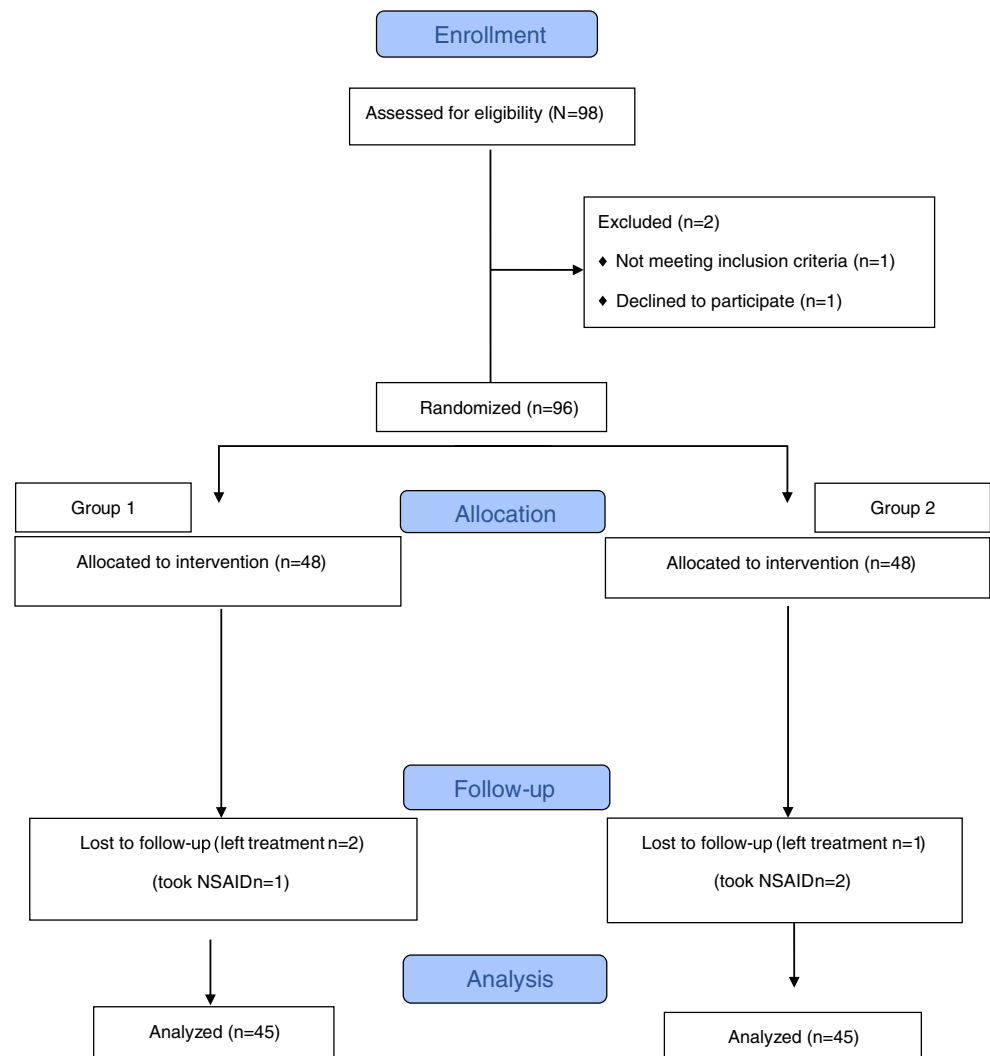 Enrollment
Assessed for eligibility (N=98)
Excluded (n=2)
♦ Not meeting inclusion criteria (n=1)
♦ Declined to participate (n=1)
Randomized (n=96)
Group 1
Allocation
Group 2
Allocated to intervention (n=48)
Allocated to intervention (n=48)
Follow-up
Lost to follow-up (left treatment n=2)
(took NSAIDn=1)
Lost to follow-up (left treatment n=1)
(took NSAIDn=2)
Analysis
Analyzed (n=45)
Analyzed (n=45)